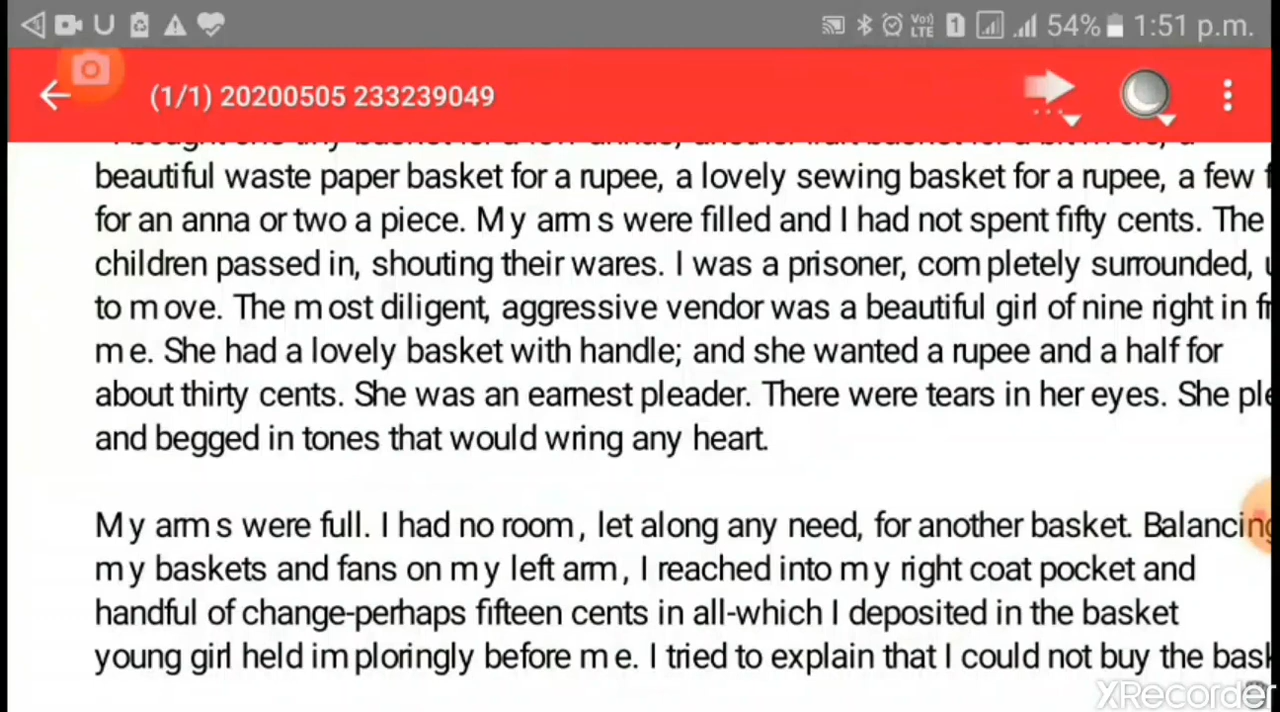 54% 1:51 p.m.
(1/1) 20200505 233239049
beautiful waste paper basket for a rupee, a lovely sewing basket for a rupee, a few
for an anna or two a piece. My arms were filled and I had not spent fifty cents. The
children passed in, shouting their wares. I was a prisoner, completely surrounded,
to move. The most diligent, aggressive vendor was a beautiful girl of nine right in
me. She had a lovely basket with handle; and she wanted a rupee and a half for
about thirty cents. She was an earnest pleader. There were tears in her eyes. She
and begged in tones that would wring any heart.
My arms were full. I had no room, let along any need, for another basket. Balancing
my baskets and fans on my left arm, I reached into my right coat pocket and
handful of change-perhaps fifteen cents in all-which I deposited in the basket
young girl held imploringly before me. I tried to explain that I could not buy the
XRecorder